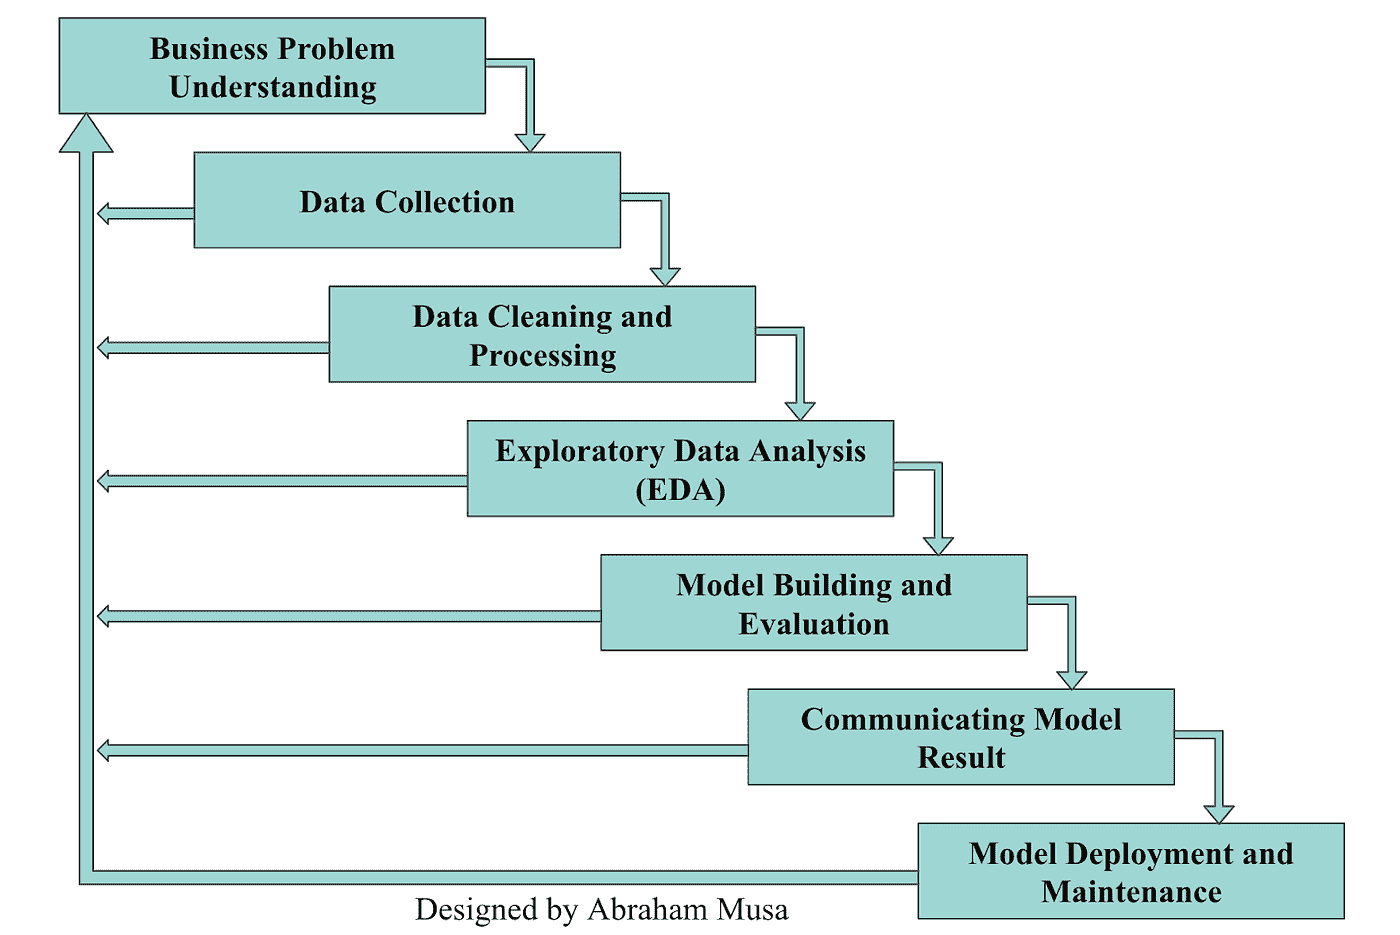 Business Problem
Understanding
Data Collection
Data Cleaning and
Processing
Exploratory Data Analysis
(EDA)
Model Building and
Evaluation
Communicating Model
Result
Model Deployment and
Maintenance
Designed by Abraham Musa